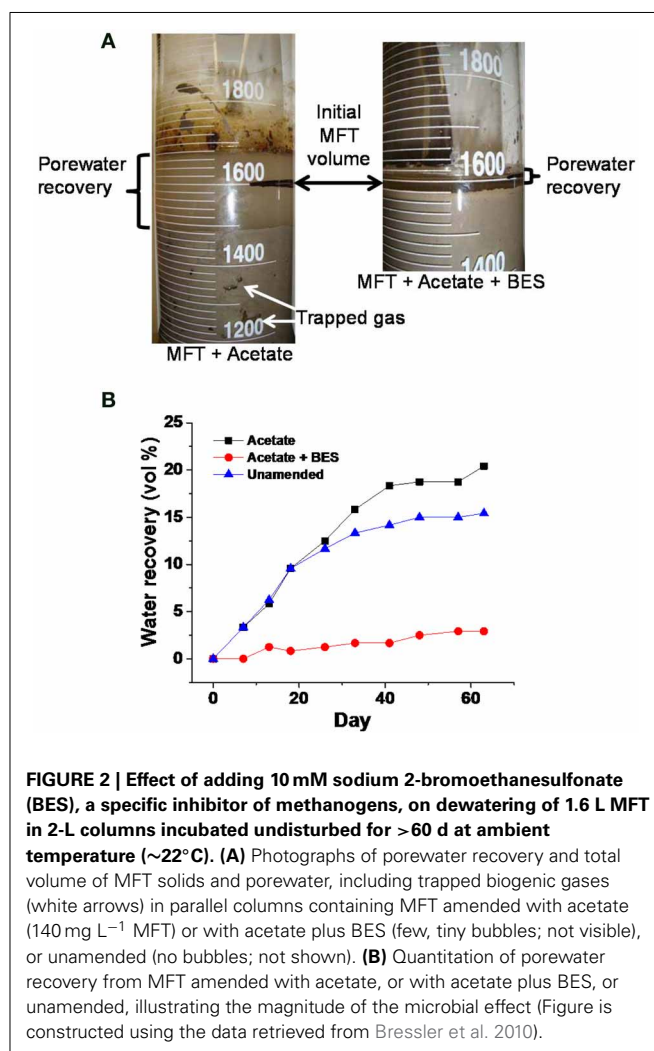 A
1800
1600
1400
1200
Porewater
recovery
Initial
MFT
volume
1800
1600
1400
Porewater
recovery
Trapped gas
MFT + Acetate
MFT + Acetate + BES
B
Water recovery (vol %)
25
20
15
10
5
0
Acetate
Acetate + BES
Unamended
0 20 40 60
Day
FIGURE 2 | Effect of adding 10 mM sodium 2-bromoethanesulfonate
(BES), a specific inhibitor of methanogens, on dewatering of 1.6 L MFT
in 2-L columns incubated undisturbed for >60 d at ambient
temperature (~22°C). (A) Photographs of porewater recovery and total
volume of MFT solids and porewater, including trapped biogenic gases
(white arrows) in parallel columns containing MFT amended with acetate
(140 mg L−1 MFT) or with acetate plus BES (few, tiny bubbles; not visible),
or unamended (no bubbles; not shown). (B) Quantitation of porewater
recovery from MFT amended with acetate, or with acetate plus BES, or
unamended, illustrating the magnitude of the microbial effect (Figure is
constructed using the data retrieved from Bressler et al. 2010).